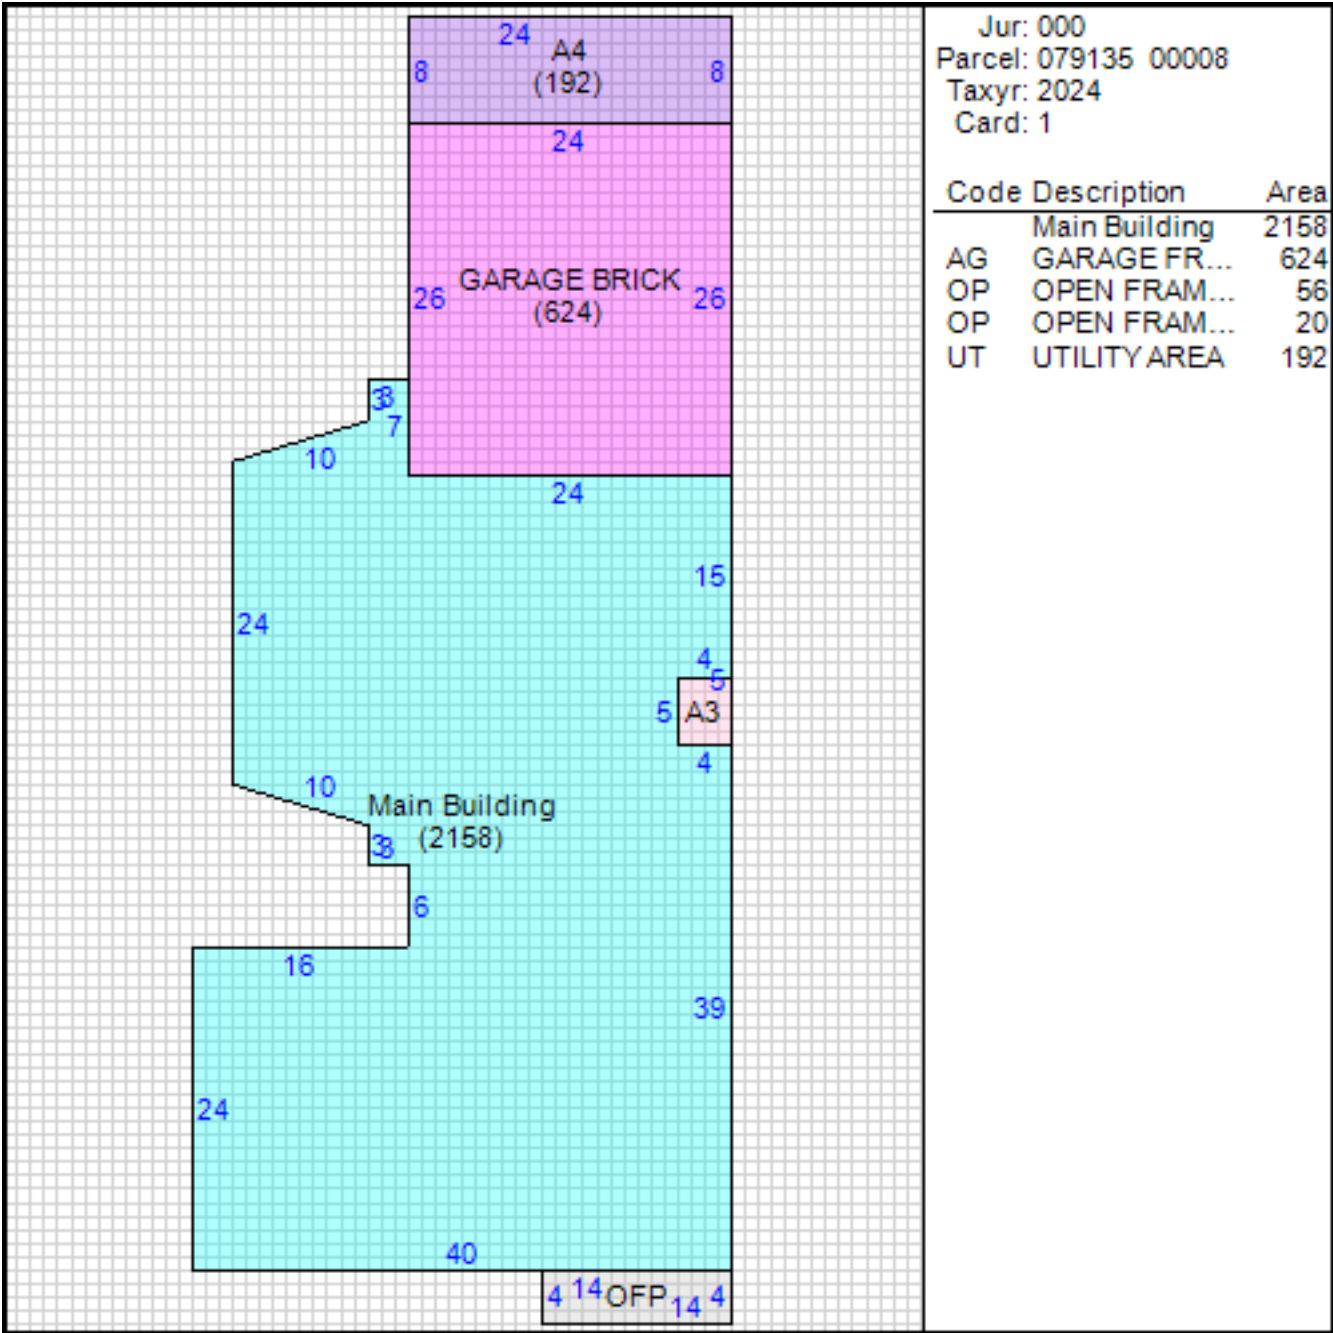 Jur: 000
Parcel: 079135 00008
Taxyr: 2024
Card: 1
Code Description Area
Main Building 2158
AG GARAGE FR... 624
OP OPEN FRAM... 56
OP OPEN FRAM... 20
UT UTILITY AREA 192
24
A4
8 8
(192)
24
GARAGE BRICK
26 26
(624)
3 3
7
10
24
15
24
4
5
5 A3
4
10
Main Building
(2158)
3 3
6
16
39
24
40
4 14 OFP 14 4